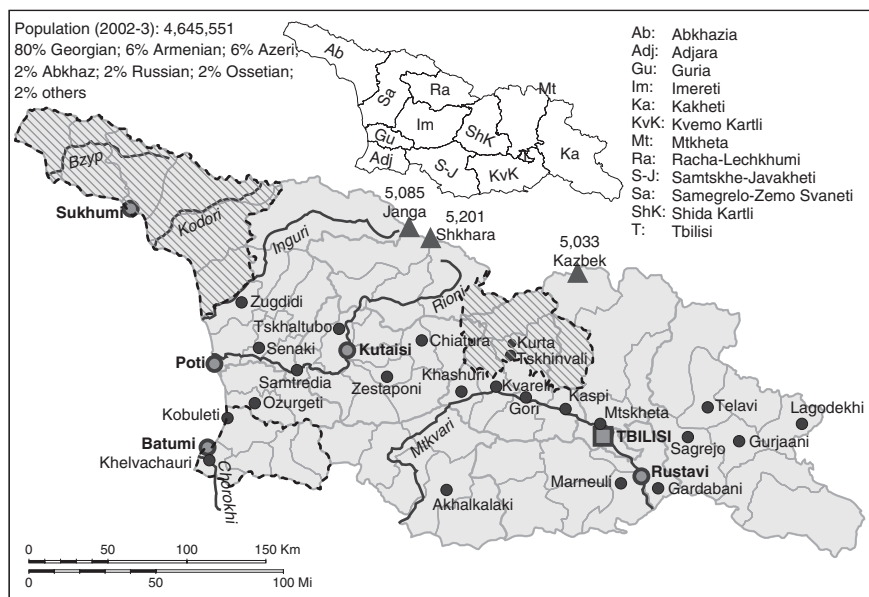 Population (2002-3): 4,645,551
80% Georgian; 6% Armenian; 6% Azeri;
2% Abkhaz; 2% Russian; 2% Ossetian;
2% others
Ab
Sa
Ra
Mt
Im
ShK
Gu
Adj
S-J
KvK
T
Ka
Ab: Abkhazia
Adj: Adjara
Gu: Guria
Im: Imereti
Ka: Kakheti
KvK: Kvemo Kartli
Mt: Mtkheta
Ra: Racha-Lechkhumi
S-J: Samtskhe-Javakheti
Sa: Samegrelo-Zemo Svaneti
ShK: Shida Kartli
T: Tbilisi
Bzyp
Sukhumi
Kodori
5,085
Janga
5,201
Shkhara
5,033
Kazbek
Inguri
Rioni
Zugdidi
Tskhaltubo
Senaki
Kutaisi
Chiatura
Kurta
Tskhinvali
Poti
Samtredia
Zestaponi
Khashuri
Kvareli
Gori
Kaspi
Mtskheta
Telavi
Lagodekhi
Kobuleti
Ozurgeti
Batumi
Khelvachauri
Chorokhi
Mtkvari
TBILISI
Sagrejo
Gurjaani
Rustavi
Marneuli
Gardabani
Akhalkalaki
0 50 100 150 Km
0 50 100 Mi